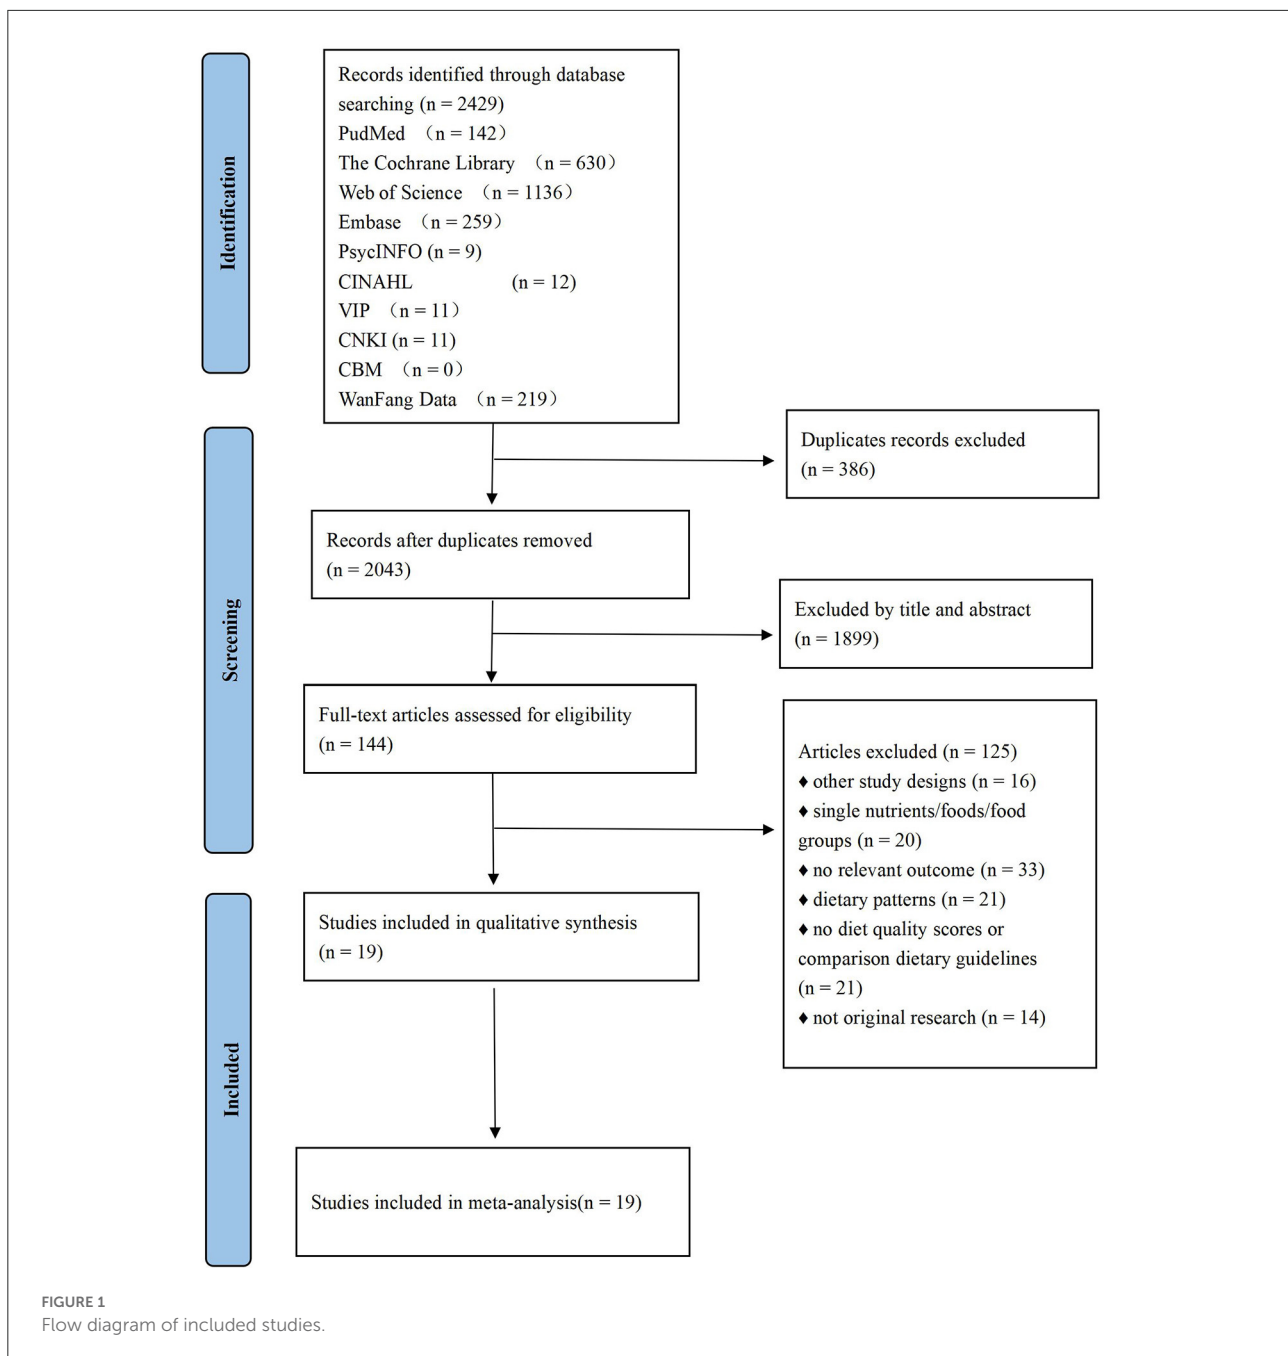 Identification
Records identified through database
searching (n = 2429)
PudMed （n = 142）
The Cochrane Library （n = 630）
Web of Science （n = 1136）
Embase （n = 259）
PsycINFO (n = 9)
CINAHL (n = 12)
VIP （n = 11）
CNKI (n = 11)
CBM （n = 0）
WanFang Data （n = 219）
Duplicates records excluded
(n = 386)
Screening
Records after duplicates removed
(n = 2043)
Excluded by title and abstract
(n = 1899)
Full-text articles assessed for eligibility
(n = 144)
Articles excluded (n = 125)
♦ other study designs (n = 16)
♦ single nutrients/foods/food
groups (n = 20)
♦ no relevant outcome (n = 33)
♦ dietary patterns (n = 21)
♦ no diet quality scores or
comparison dietary guidelines
(n = 21)
♦ not original research (n = 14)
Included
Studies included in qualitative synthesis
(n = 19)
Studies included in meta-analysis(n = 19)
FIGURE 1
Flow diagram of included studies.